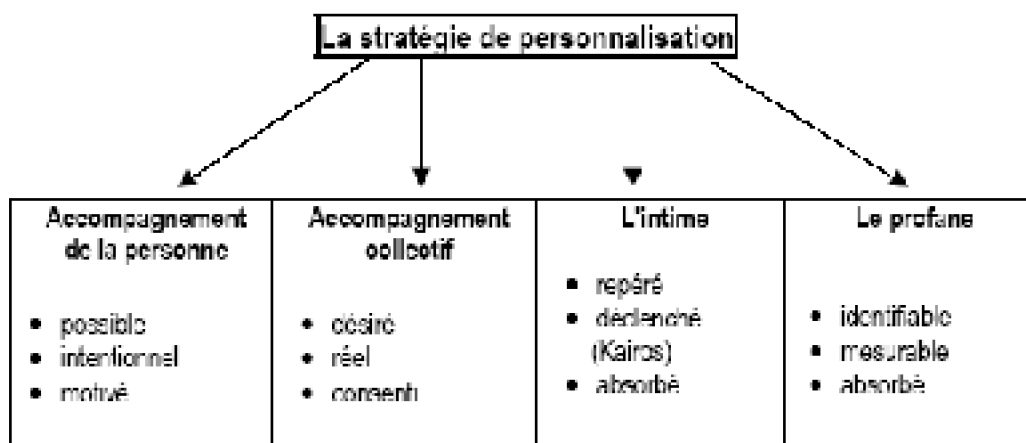 La stratégie de personnalisation
Accompagnement
de la personne
• possible
• intentionnel
• motivé
Accompagnement
collectif
• désiré
• réel
• consenti
L'intime
• repéré
• déclenché
(Kairos)
• absorbé
Le profane
• identifiable
• mesurable
• absorbé